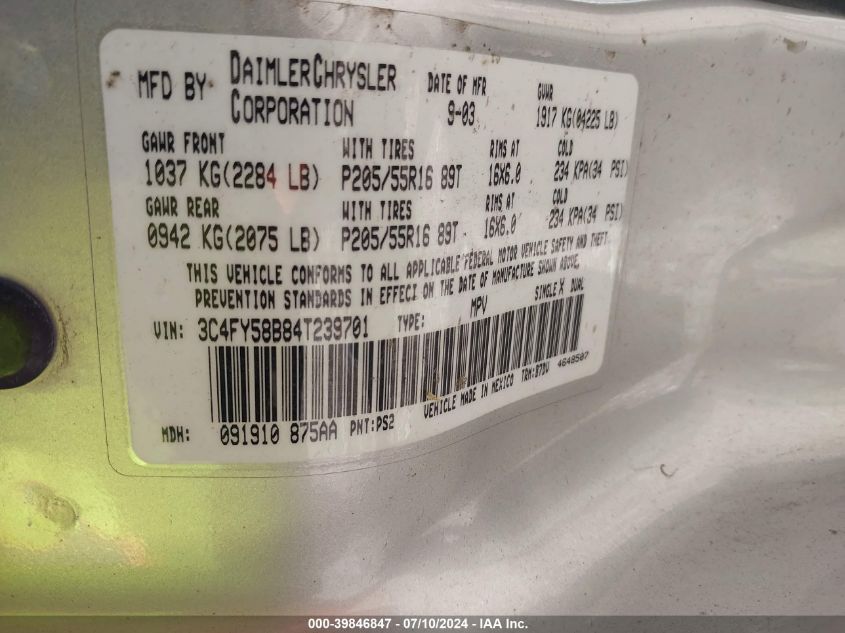 MFD BY DAIMLERCHRYSLER CORPORATION
DATE OF MFR 9-03
GVWR 1917 KG(04225 LB)
GAWR FRONT WITH TIRES RIMS AT COLD
1037 KG(2284 LB) P205/55R16 89T 16X6.0 234 KPA(34 PSI)
GAWR REAR WITH TIRES RIMS AT COLD
0942 KG(2075 LB) P205/55R16 89T 16X6.0 234 KPA(34 PSI)
THIS VEHICLE CONFORMS TO ALL APPLICABLE FEDERAL MOTOR VEHICLE SAFETY AND THEFT
PREVENTION STANDARDS IN EFFECT ON THE DATE OF MANUFACTURE SHOWN ABOVE.
VIN: 3C4FY58B84T239701 TYPE: MPV SINGLE X DUAL
VEHICLE MADE IN MEXICO TRM: 4648507
MDH: 091910 875AA PNT:PS2
000-39846847 - 07/10/2024 - IAA Inc.